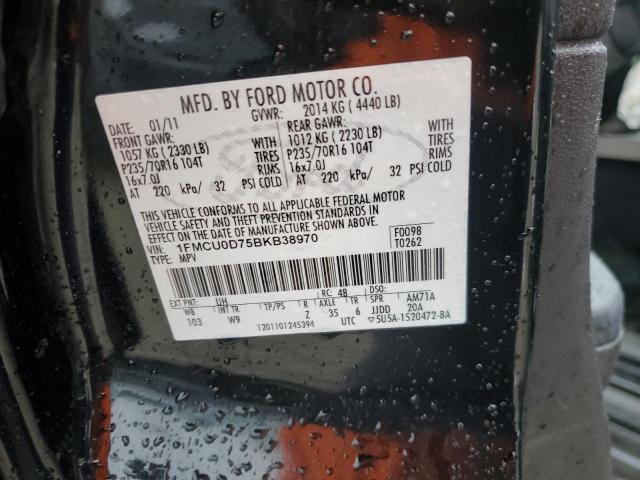 MFD. BY FORD MOTOR CO.
DATE: 01/11 GVWR: 2014 KG ( 4440 LB)
FRONT GAWR: REAR GAWR:
1057 KG ( 2330 LB) 1012 KG ( 2230 LB)
P235/70R16 104T TIRES P235/70R16 104T TIRES
16x7.0J RIMS 16x7.0J RIMS
AT 220 kPa/ 32 PSI COLD AT 220 kPa/ 32 PSI COLD
THIS VEHICLE CONFORMS TO ALL APPLICABLE FEDERAL MOTOR
VEHICLE SAFETY AND THEFT PREVENTION STANDARDS
IN EFFECT ON THE DATE OF MANUFACTURE SHOWN ABOVE.
VIN: 1FMCU0D75BKB38970 F0098
TYPE: MPV T0262
EXT PNT: UH RC: 48 DSO:
WB INT TR TP/PS R AXLE TR SPR AM71A
103 W9 Z 35 6 JJDD 20A
1201101245394 UTC ▽5U5A-1520472-BA